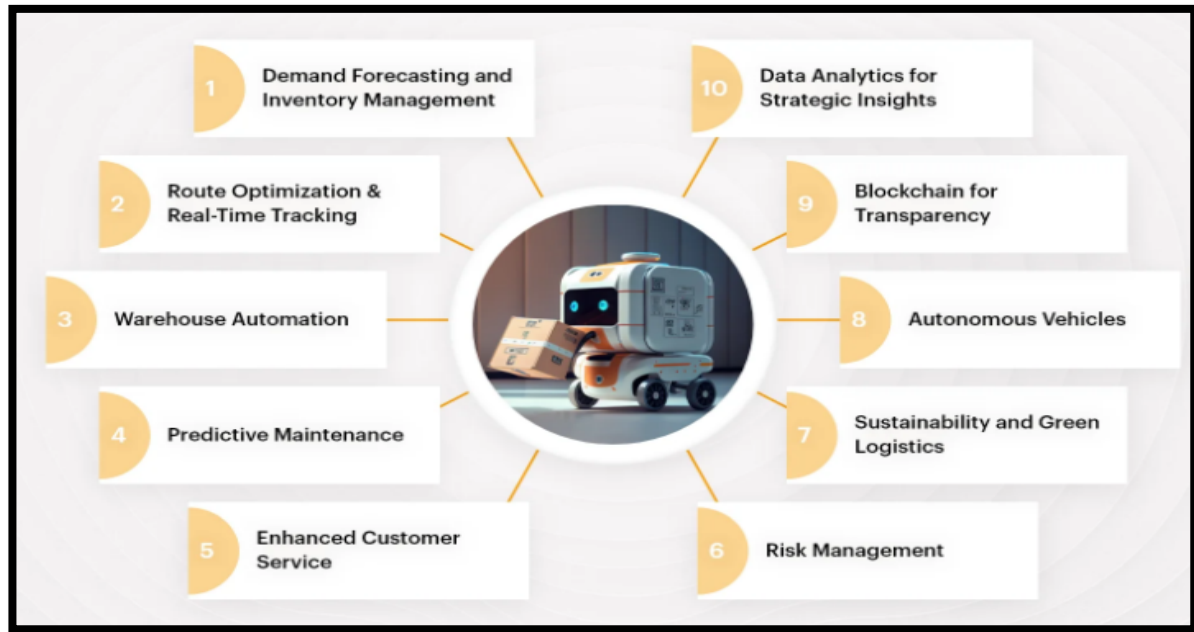 1
Demand Forecasting and
Inventory Management
2
Route Optimization &
Real-Time Tracking
3
Warehouse Automation
4
Predictive Maintenance
5
Enhanced Customer
Service
6
Risk Management
7
Sustainability and Green
Logistics
8
Autonomous Vehicles
9
Blockchain for
Transparency
10
Data Analytics for
Strategic Insights